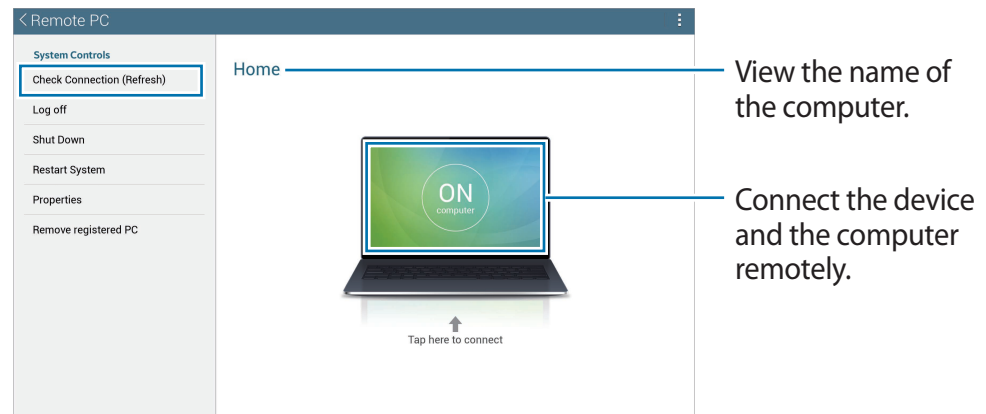 Remote PC
System Controls
Check Connection (Refresh)
Log off
Shut Down
Restart System
Properties
Remove registered PC
Home
ON
computer
Tap here to connect
View the name of
the computer.
Connect the device
and the computer
remotely.